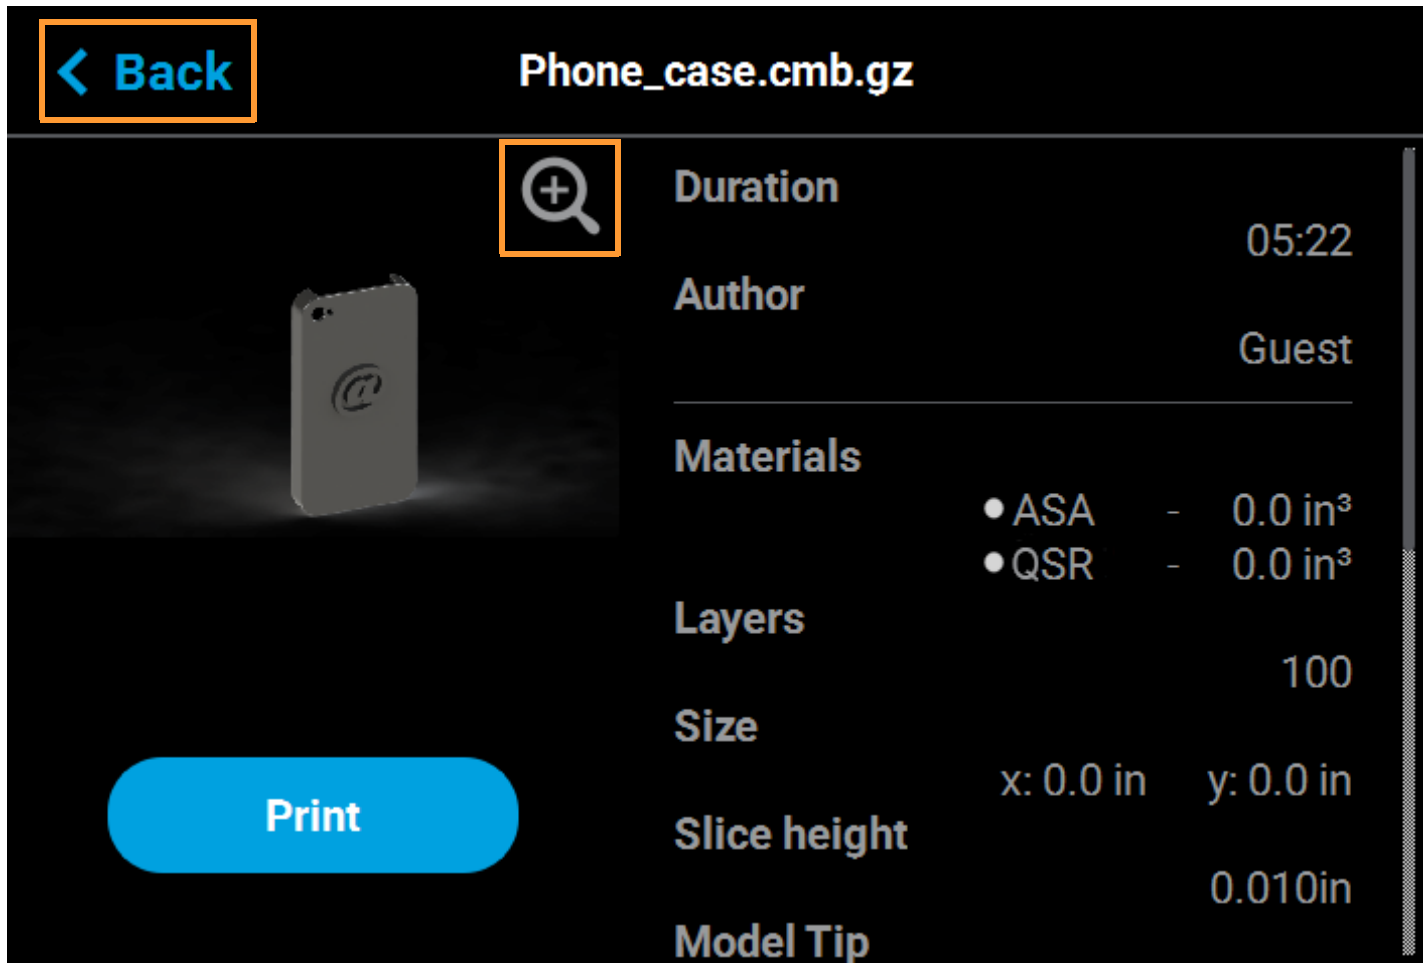 Back
Phone_case.cmb.gz
Duration
05:22
Author
Guest
@
Materials
ASA - 0.0 in³
QSR - 0.0 in³
Layers
100
Size
x: 0.0 in y: 0.0 in
Slice height
0.010in
Print
Model Tip